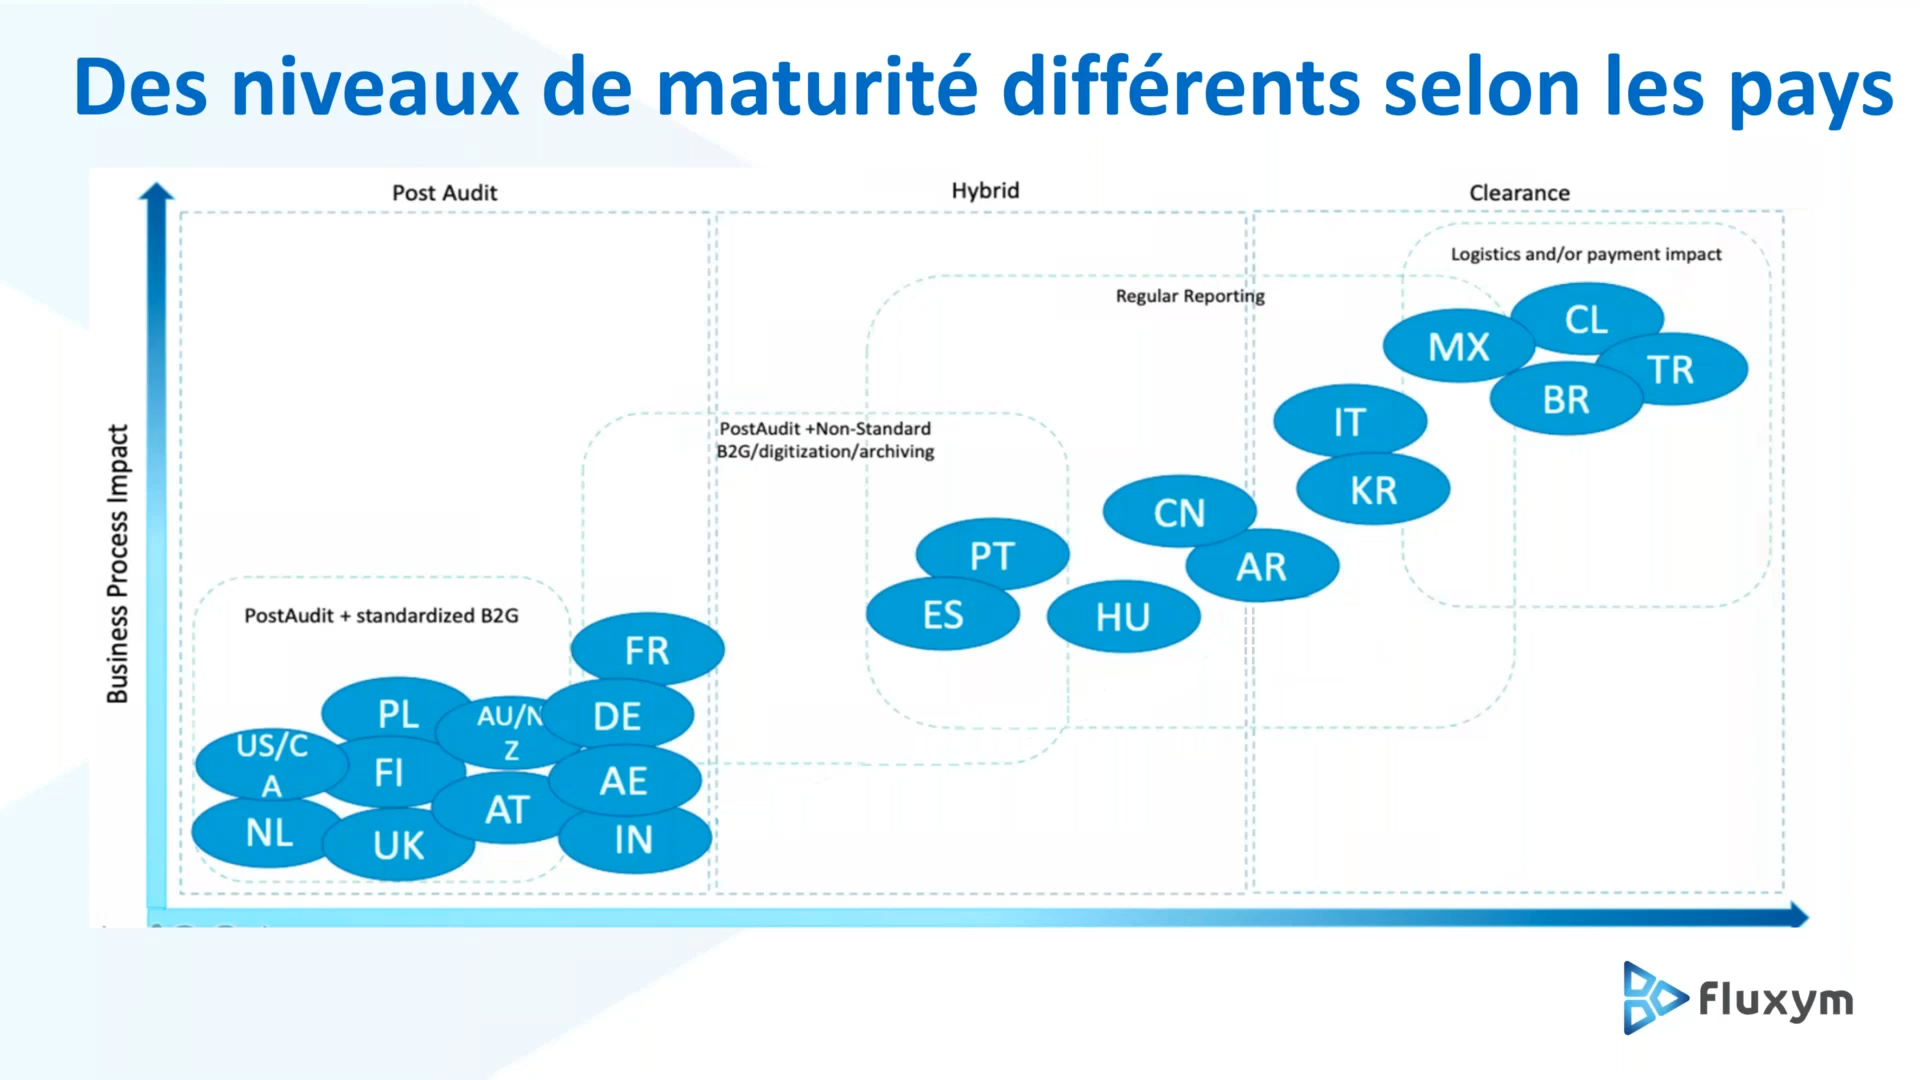 Des niveaux de maturité différents selon les pays
Post Audit
Hybrid
Clearance
Logistics and/or payment impact
Regular Reporting
CL
MX
TR
BR
IT
PostAudit +Non-Standard
B2G/digitization/archiving
KR
CN
PT
AR
ES
HU
PostAudit + standardized B2G
FR
PL
AU/N
Z
DE
US/C
A
FI
AE
AT
NL
UK
IN
Business Process Impact
fluxym